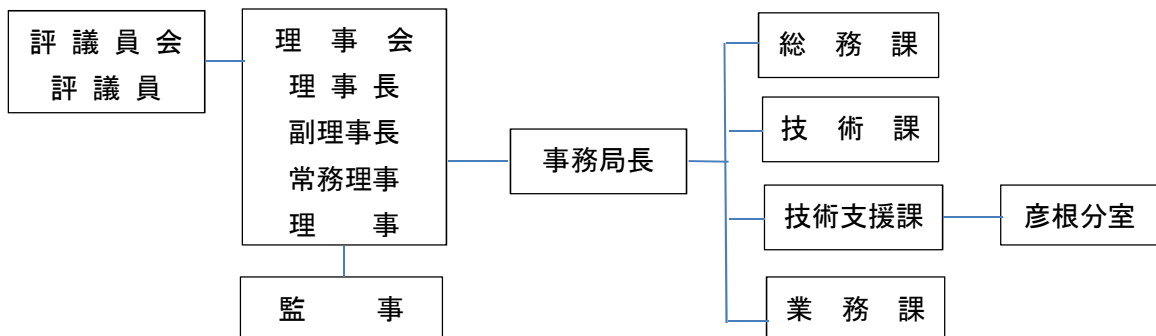 評議員会
評議員
理事会
理事長
副理事長
常務理事
理事
監事
事務局長
総務課
技術課
技術支援課
彦根分室
業務課